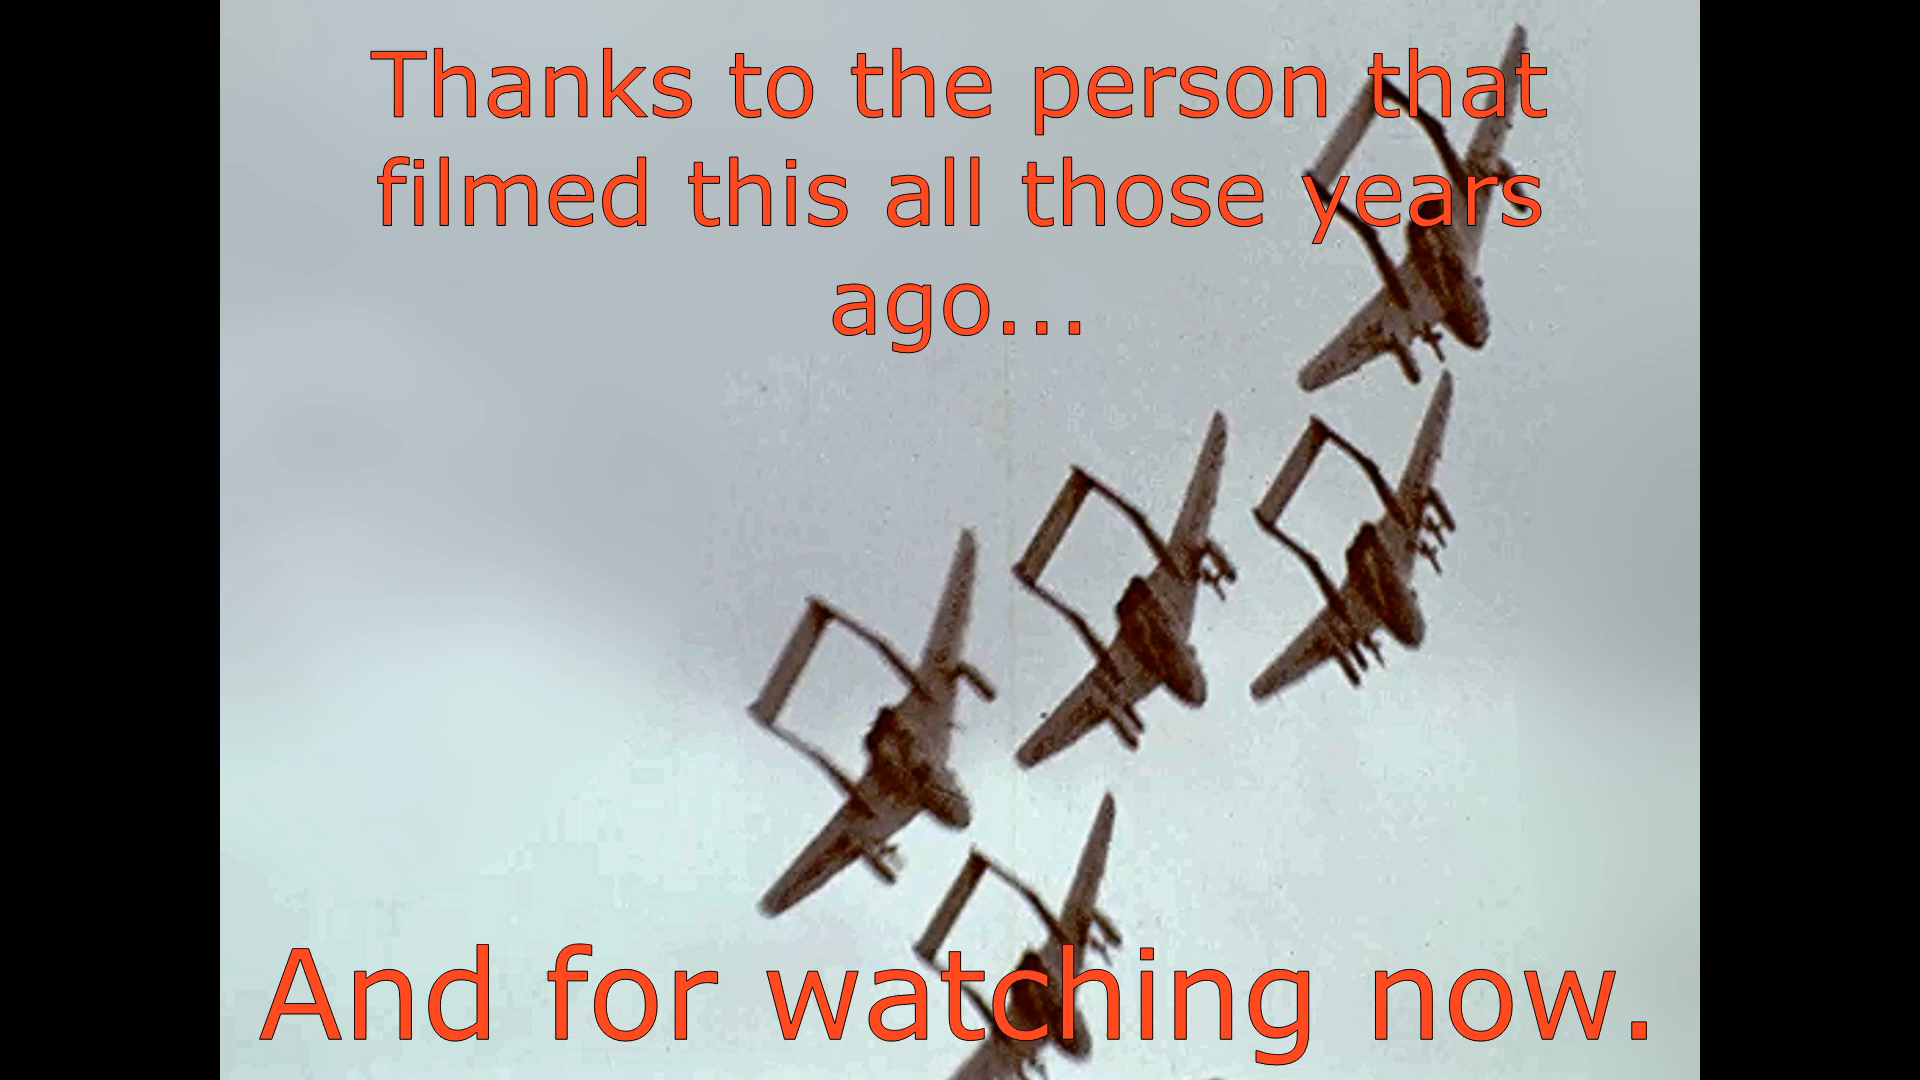 Thanks to the person that
filmed this all those years
ago...
And for watching now.